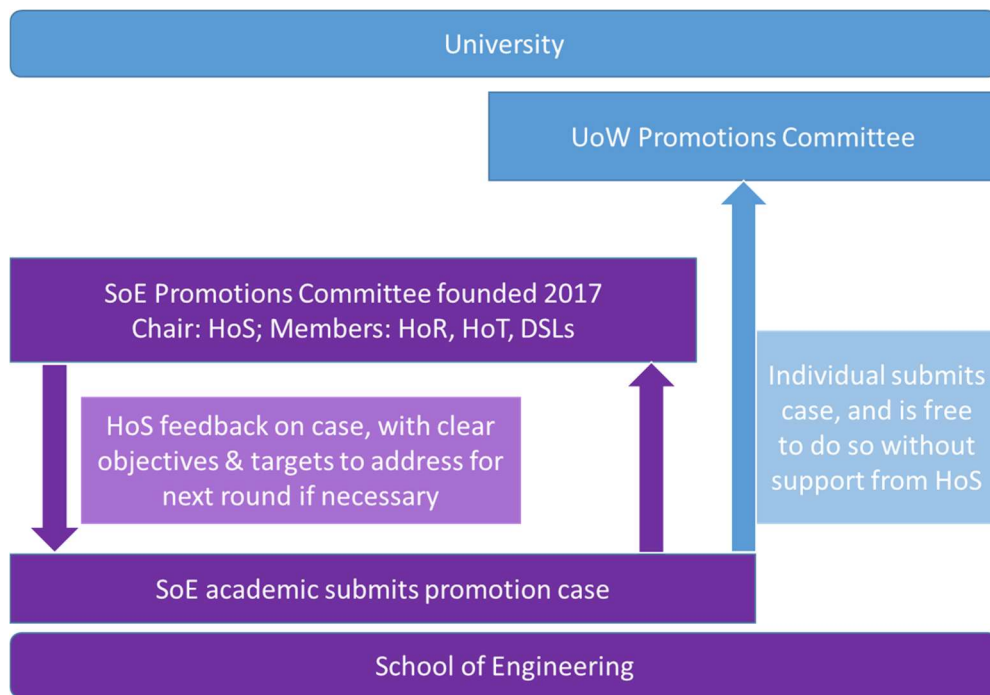 University
UoW Promotions Committee
SoE Promotions Committee founded 2017
Chair: HoS; Members: HoR, HoT, DSLs
HoS feedback on case, with clear
objectives & targets to address for
next round if necessary
Individual submits
case, and is free
to do so without
support from HoS
SoE academic submits promotion case
School of Engineering